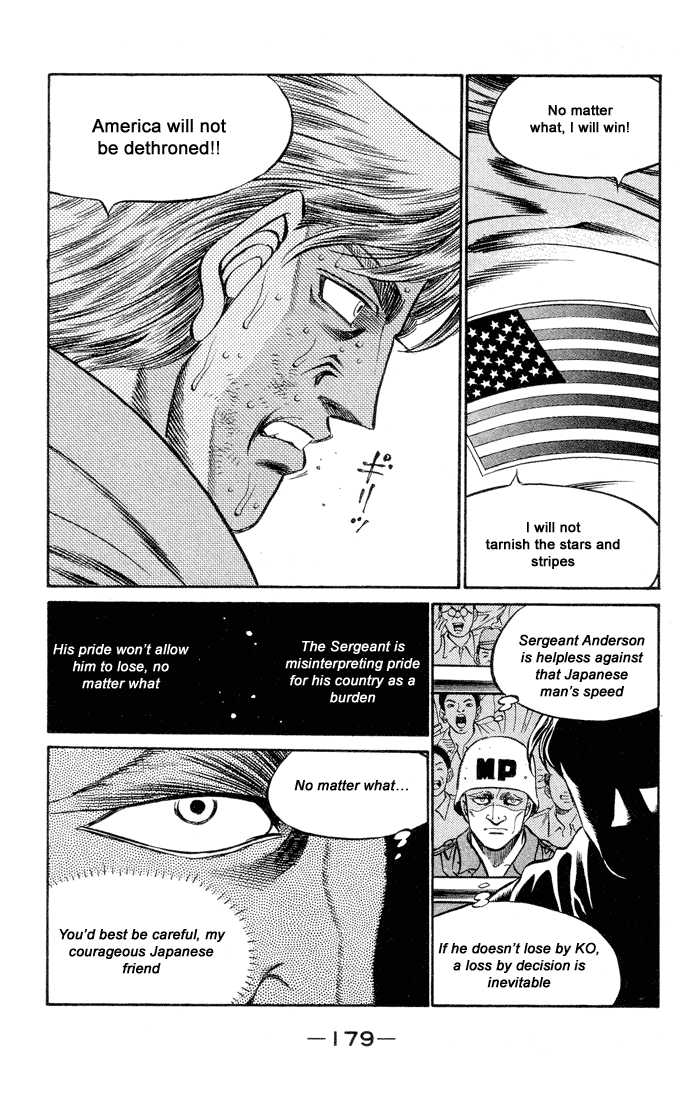 No matter
what, I will win!
I will not
tarnish the stars and
stripes
America will not
be dethroned!!
ギリッ
Sergeant Anderson
is helpless against
that Japanese
man's speed
MP
If he doesn't lose by KO,
a loss by decision is
inevitable
The Sergeant is
misinterpreting pride
for his country as a
burden
His pride won't allow
him to lose, no
matter what
No matter what…
You'd best be careful, my
courageous Japanese
friend
—179—